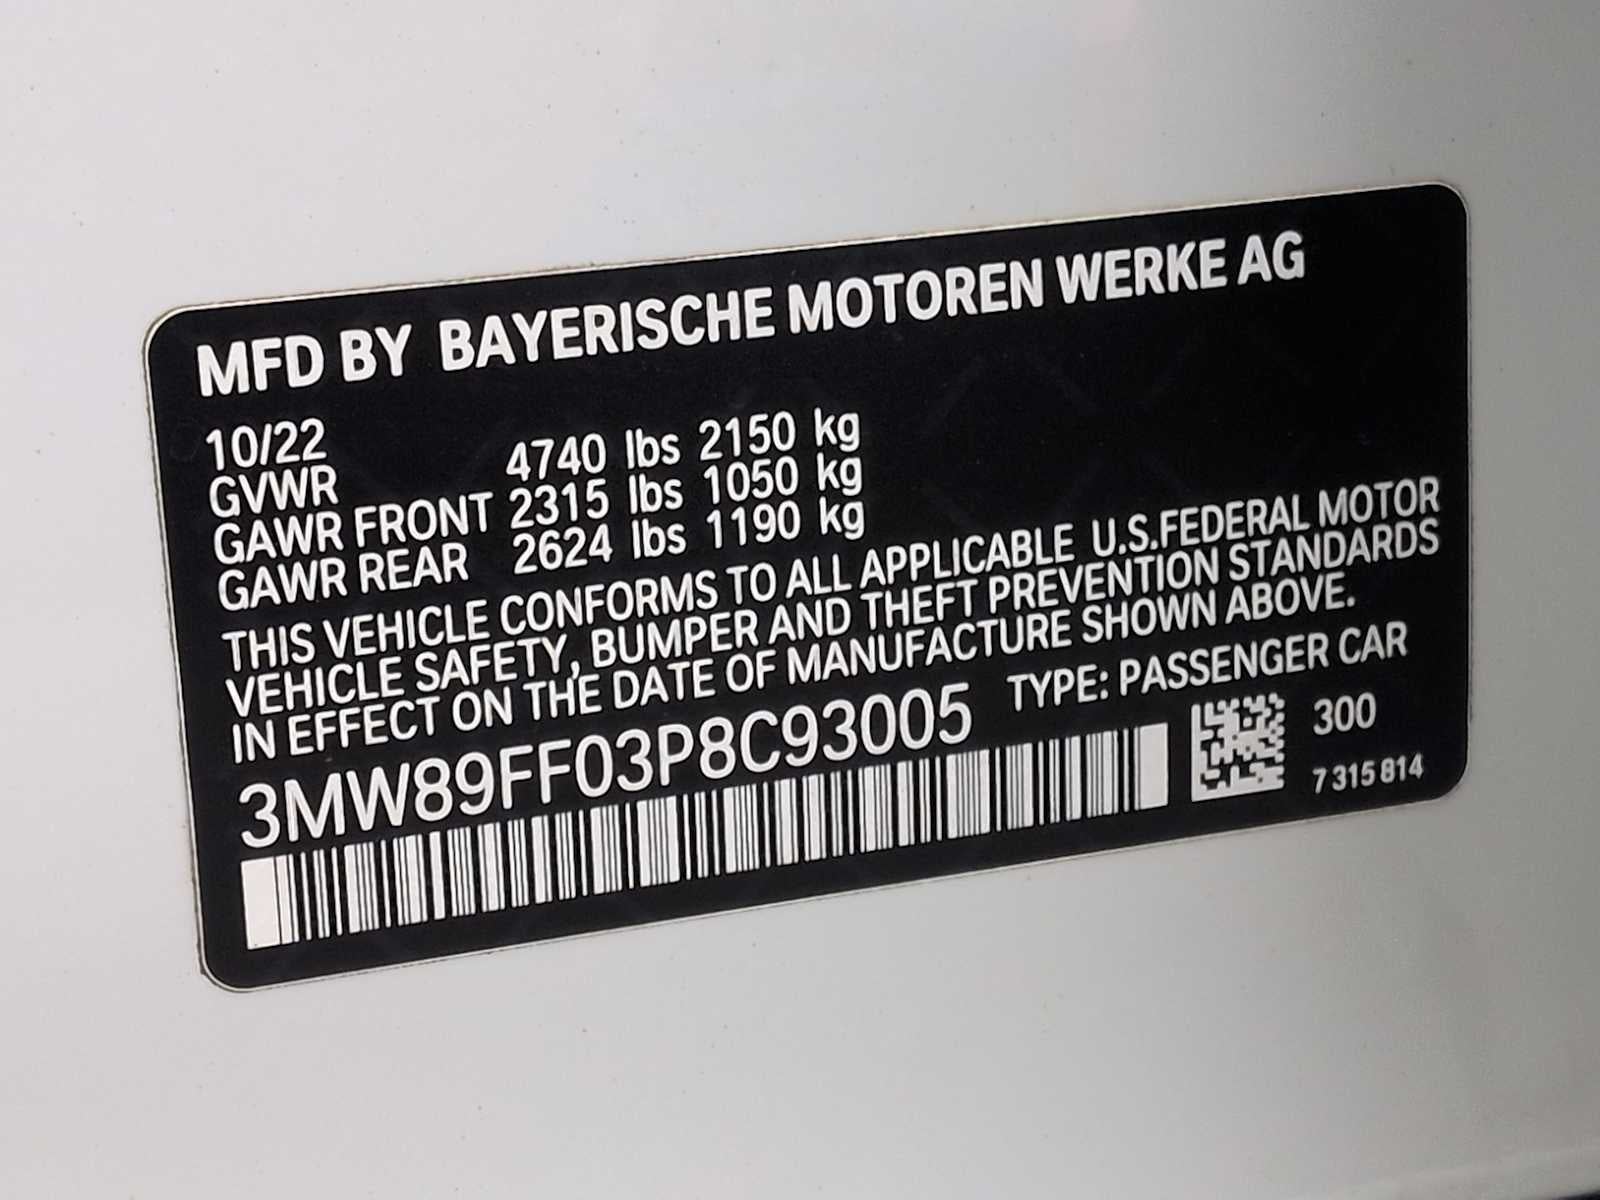 MFD BY BAYERISCHE MOTOREN WERKE AG
10/22
GVWR 4740 lbs 2150 kg
GAWR FRONT 2315 lbs 1050 kg
GAWR REAR 2624 lbs 1190 kg
THIS VEHICLE CONFORMS TO ALL APPLICABLE U.S.FEDERAL MOTOR
VEHICLE SAFETY, BUMPER AND THEFT PREVENTION STANDARDS
IN EFFECT ON THE DATE OF MANUFACTURE SHOWN ABOVE.
3MW89FF03P8C93005 TYPE: PASSENGER CAR
300
7 315 814